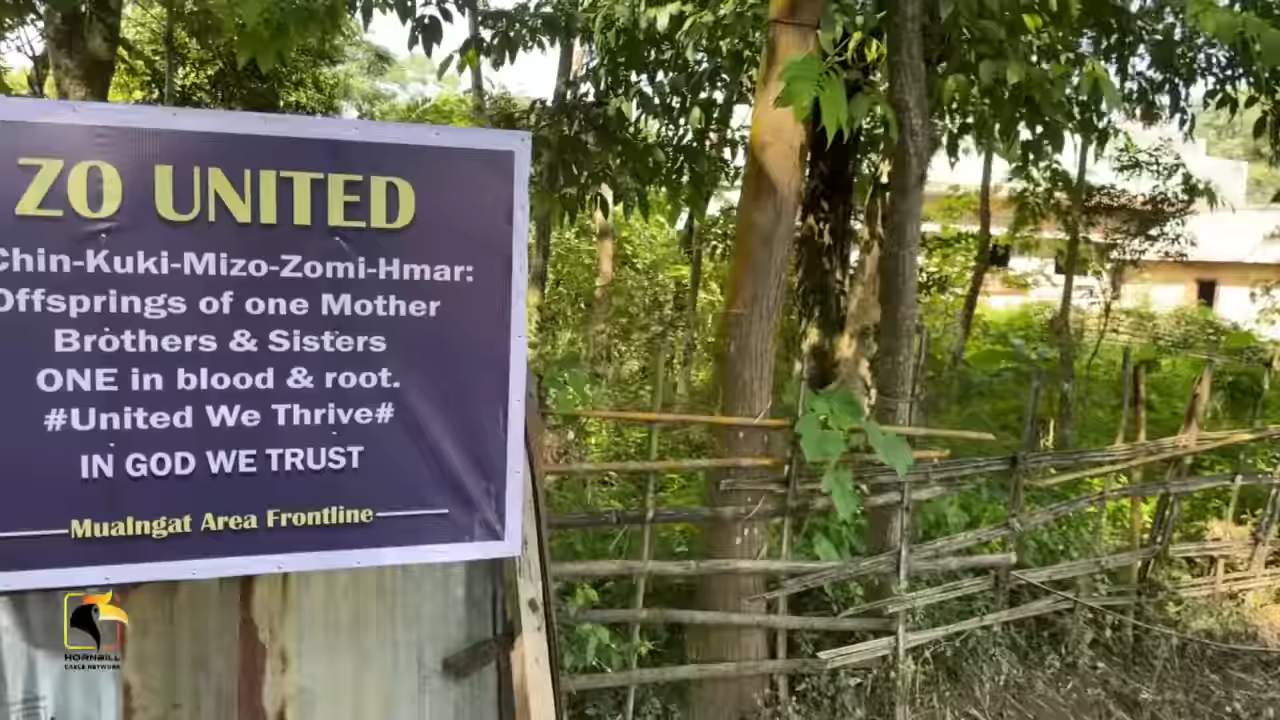 ZO UNITED
Chin-Kuki-Mizo-Zomi-Hmar:
Offsprings of one Mother
Brothers & Sisters
ONE in blood & root.
#United We Thrive#
IN GOD WE TRUST
Mualngat Area Frontline
HORNBILL
CABLE NETWORK